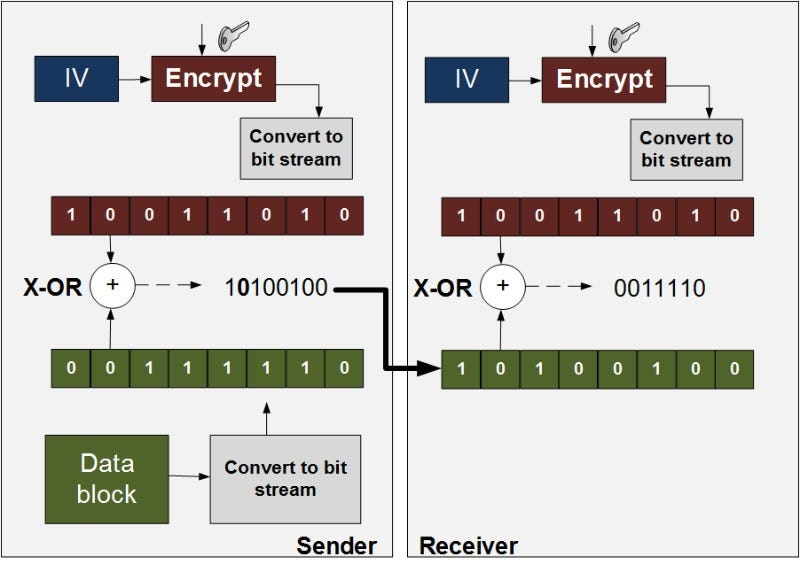 IV
Encrypt
Convert to
bit stream
1 0 0 1 1 0 1 0
X-OR
+
10100100
0 0 1 1 1 1 1 0
Data
block
Convert to bit
stream
Sender
IV
Encrypt
Convert to
bit stream
1 0 0 1 1 0 1 0
X-OR
+
0011110
1 0 1 0 0 1 0 0
Receiver